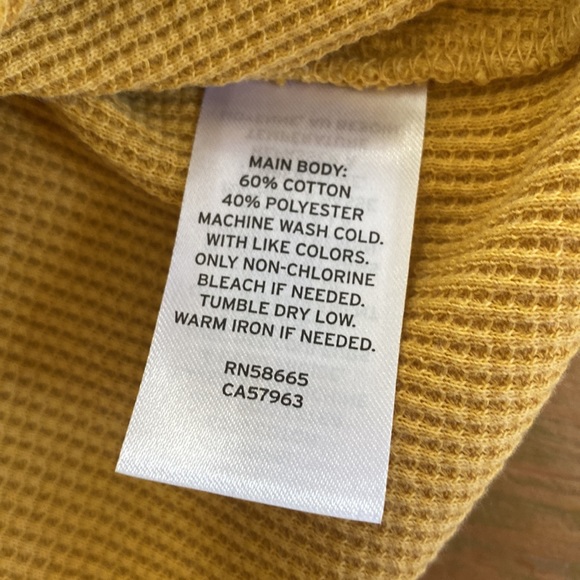 MAIN BODY:
60% COTTON
40% POLYESTER
MACHINE WASH COLD.
WITH LIKE COLORS.
ONLY NON-CHLORINE
BLEACH IF NEEDED.
TUMBLE DRY LOW.
WARM IRON IF NEEDED.
RN58665
CA57963